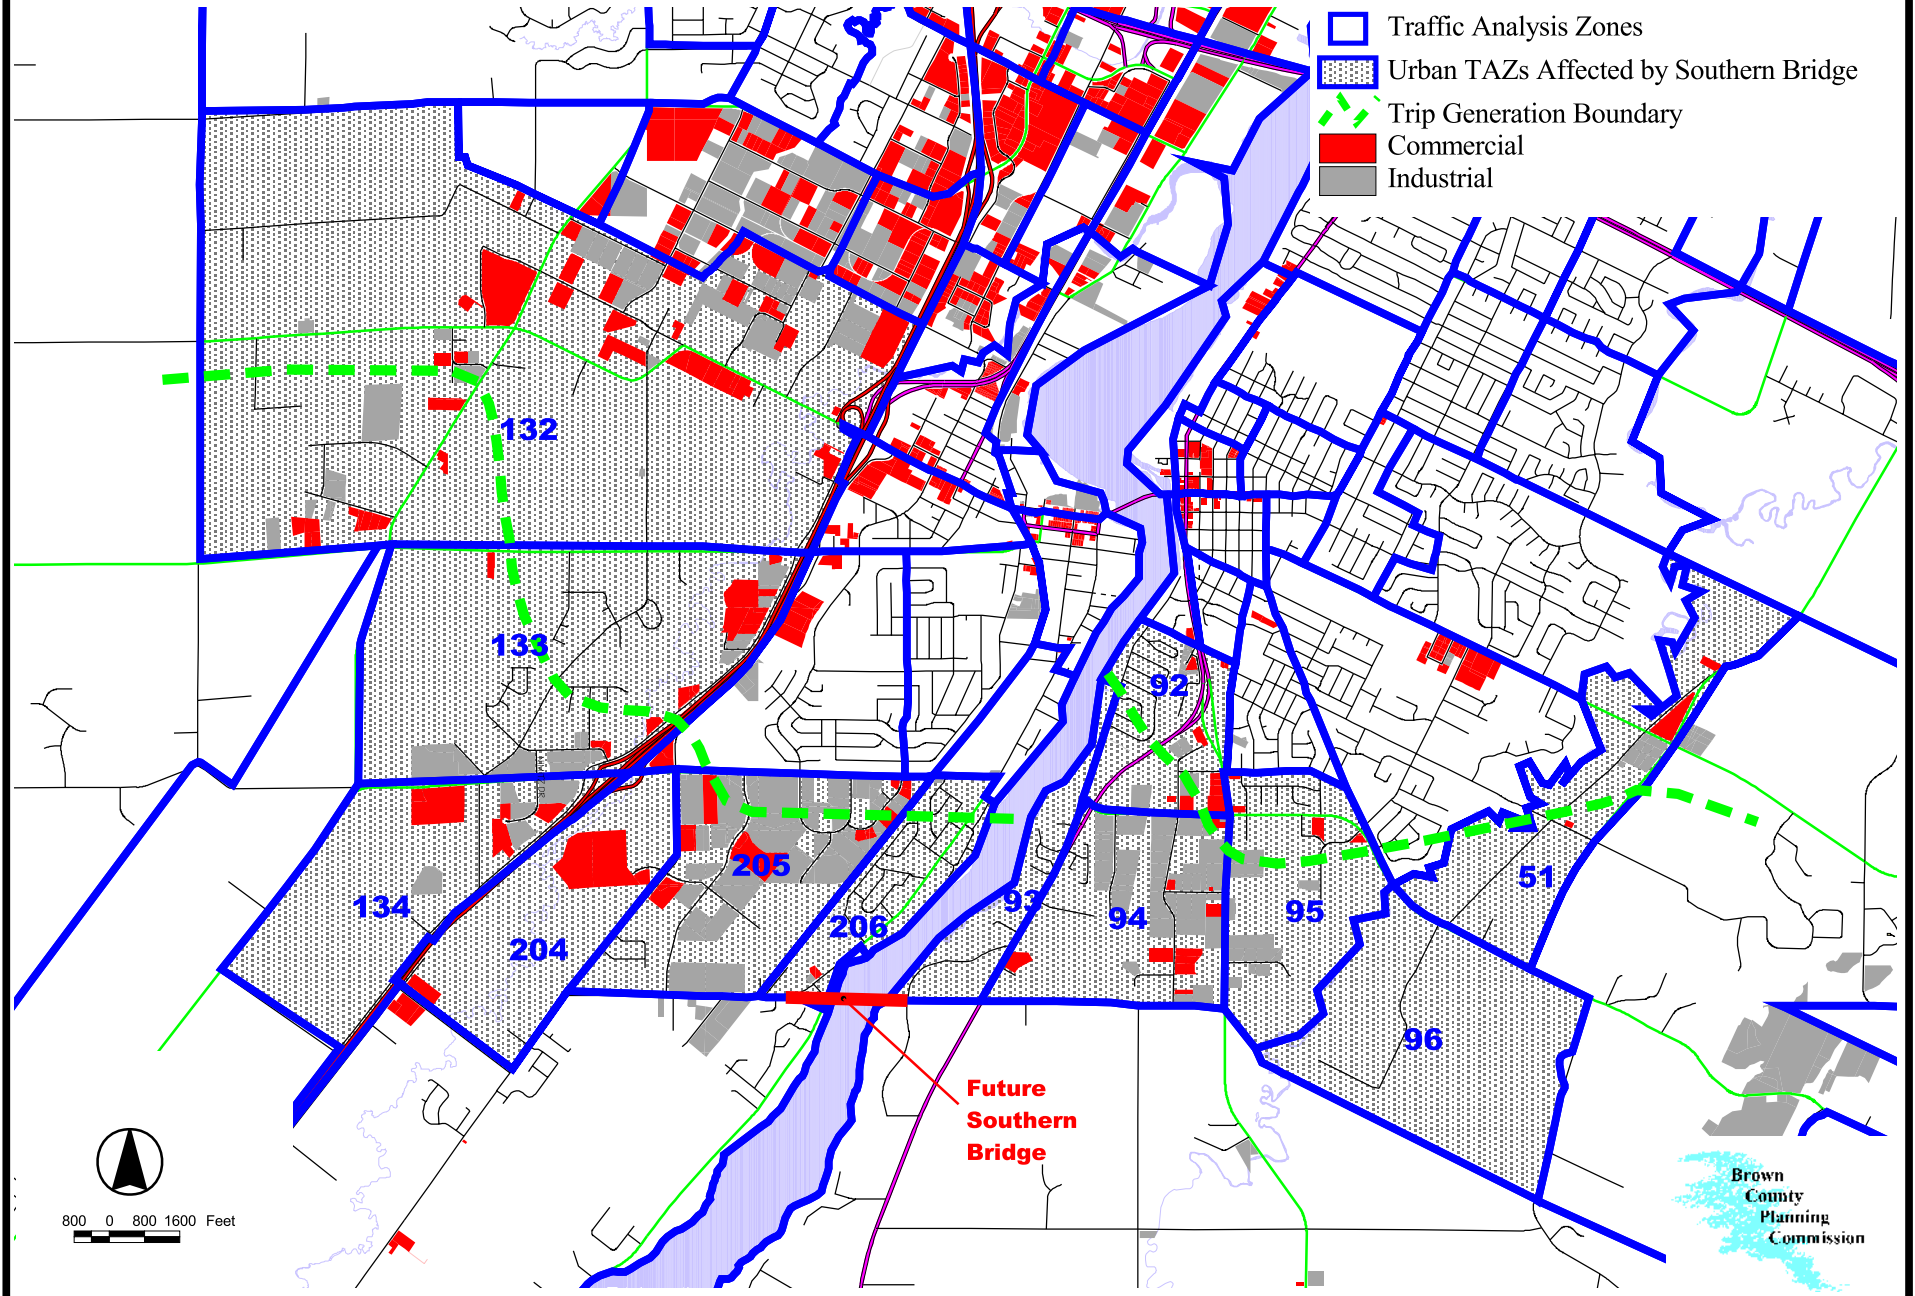 Traffic Analysis Zones
Urban TAZs Affected by Southern Bridge
Trip Generation Boundary
Commercial
Industrial
132
133
92
205
51
134
206
93
94
95
204
96
Future
Southern
Bridge
800 0 800 1600 Feet
Brown
County
Planning
Commission